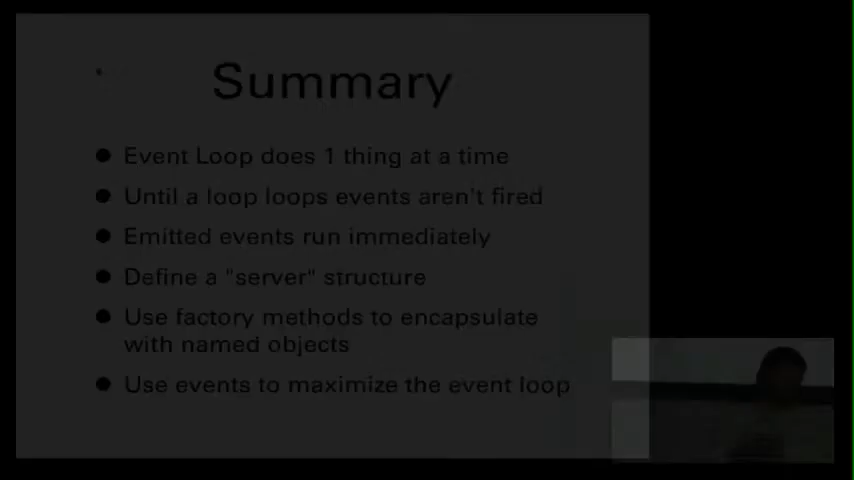 Summary
Event Loop does 1 thing at a time
Until a loop loops events aren't fired
Emitted events run immediately
Define a "server" structure
Use factory methods to encapsulate
with named objects
Use events to maximize the event loop